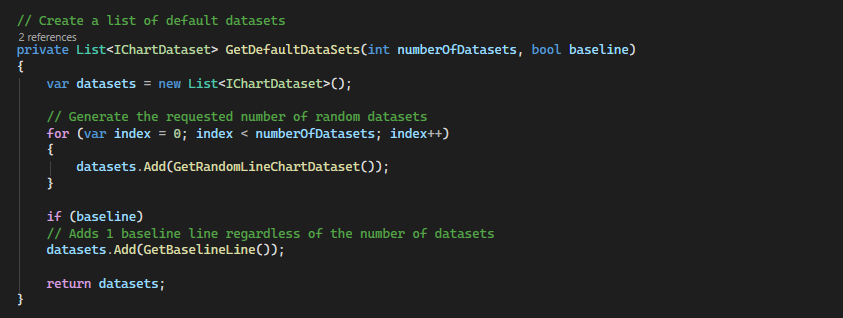 // Create a list of default datasets
2 references
private List<IChartDataset> GetDefaultDataSets(int numberOfDatasets, bool baseline)
{
    var datasets = new List<IChartDataset>();

    // Generate the requested number of random datasets
    for (var index = 0; index < numberOfDatasets; index++)
    {
        datasets.Add(GetRandomLineChartDataset());
    }

    if (baseline)
    // Adds 1 baseline line regardless of the number of datasets
    datasets.Add(GetBaselineLine());

    return datasets;
}